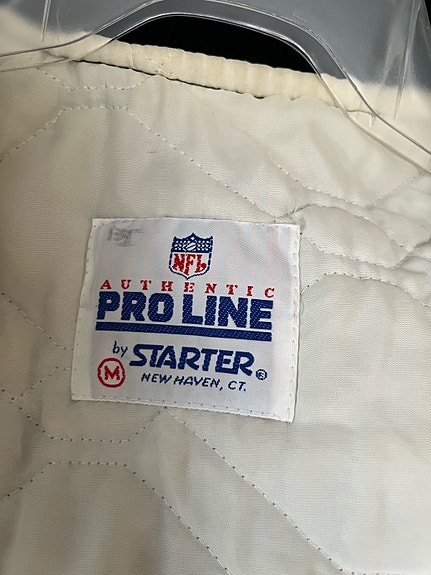 NFL
AUTHENTIC
PRO LINE
by STARTER®
M
NEW HAVEN, CT.